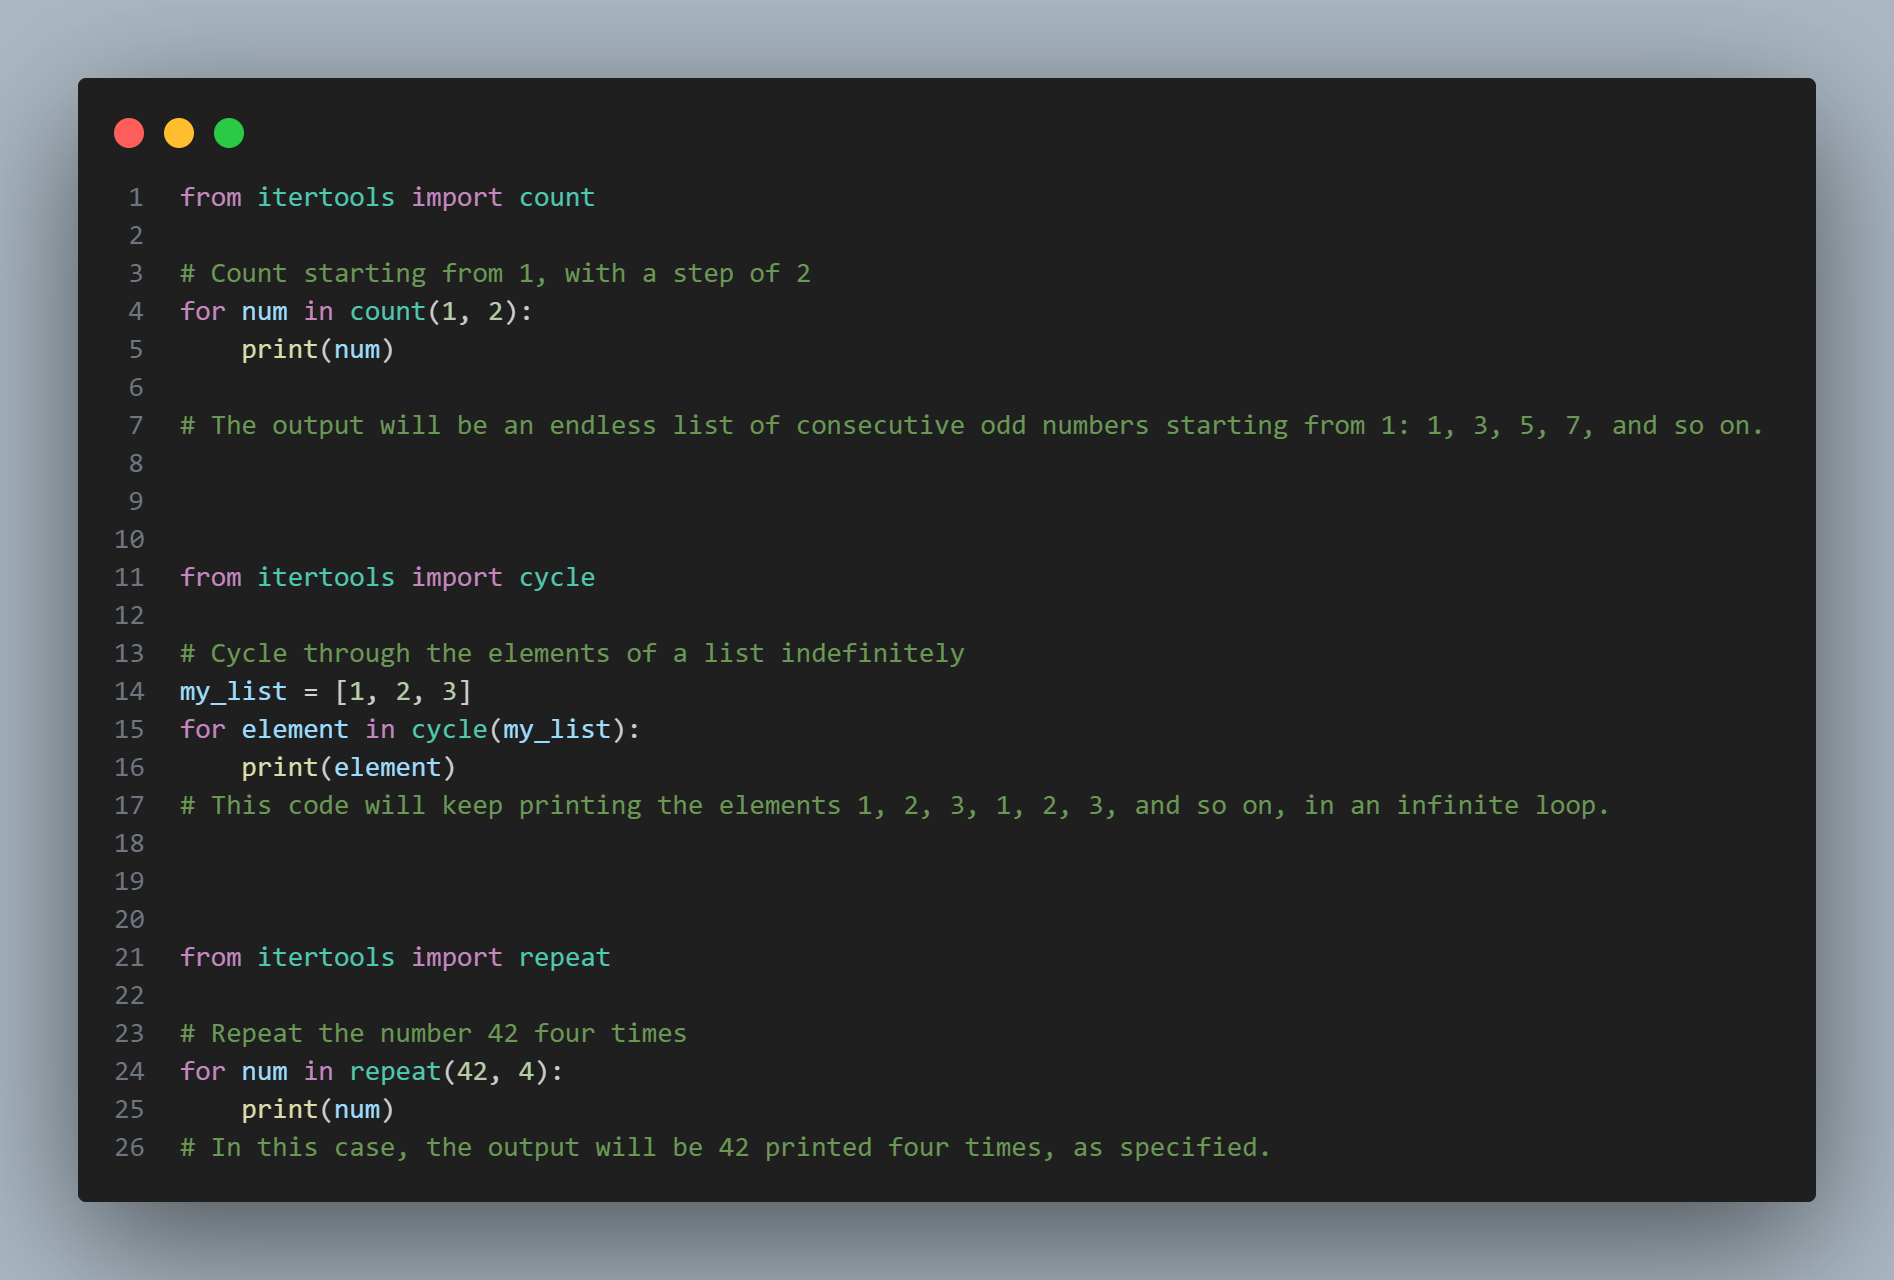 1 from itertools import count
2
3 # Count starting from 1, with a step of 2
4 for num in count(1, 2):
5     print(num)
6
7 # The output will be an endless list of consecutive odd numbers starting from 1: 1, 3, 5, 7, and so on.
8
9
10
11 from itertools import cycle
12
13 # Cycle through the elements of a list indefinitely
14 my_list = [1, 2, 3]
15 for element in cycle(my_list):
16     print(element)
17 # This code will keep printing the elements 1, 2, 3, 1, 2, 3, and so on, in an infinite loop.
18
19
20
21 from itertools import repeat
22
23 # Repeat the number 42 four times
24 for num in repeat(42, 4):
25     print(num)
26 # In this case, the output will be 42 printed four times, as specified.